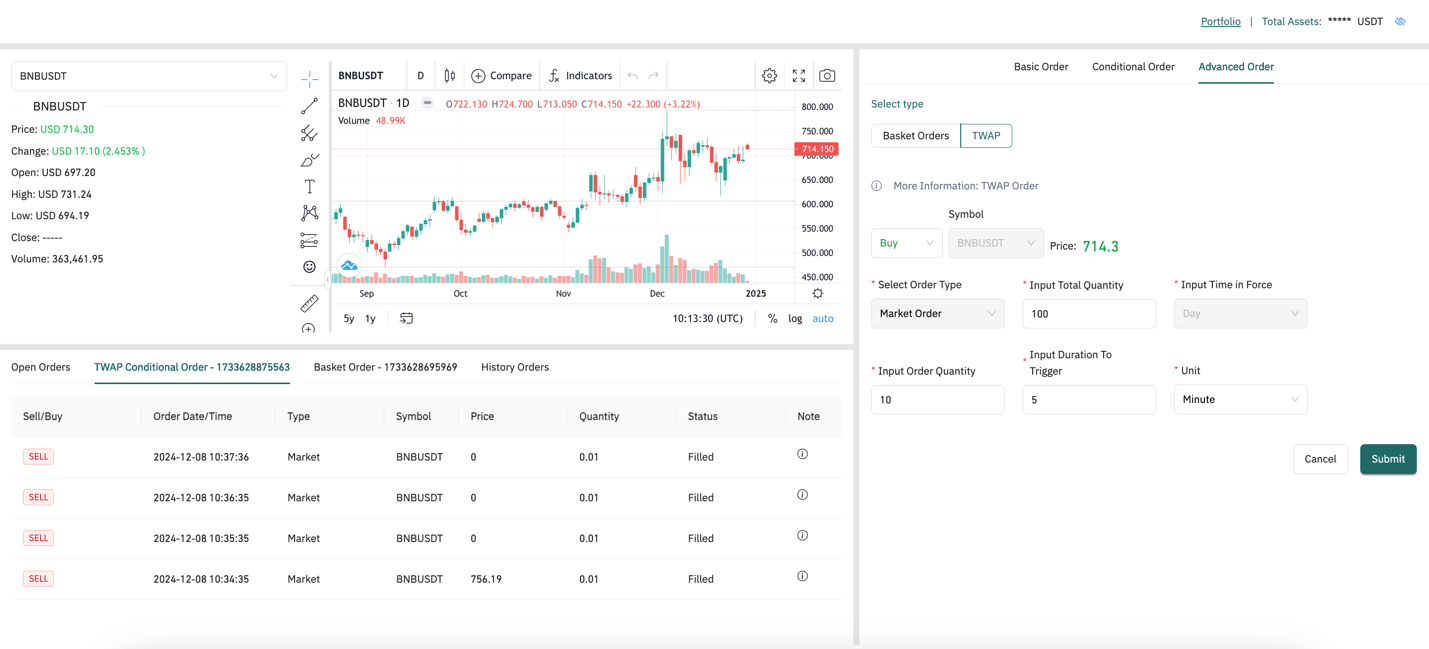 Portfolio | Total Assets: ***** USDT
BNBUSDT
BNBUSDT
Price: USD 714.30
Change: USD 17.10 (2.453% )
Open: USD 697.20
High: USD 731.24
Low: USD 694.19
Close: -----
Volume: 363,461.95
BNBUSDT D Compare Indicators
BNBUSDT · 1D O722.130 H724.700 L713.050 C714.150 +22.300 (+3.22%)
Volume 48.99K
800.000
750.000
714.150
700.000
650.000
600.000
550.000
500.000
450.000
Sep Oct Nov Dec 2025
5y 1y 10:13:30 (UTC) % log auto
Open Orders TWAP Conditional Order - 1733628875563 Basket Order - 1733628695969 History Orders
Sell/Buy Order Date/Time Type Symbol Price Quantity Status Note
SELL 2024-12-08 10:37:36 Market BNBUSDT 0 0.01 Filled
SELL 2024-12-08 10:36:35 Market BNBUSDT 0 0.01 Filled
SELL 2024-12-08 10:35:35 Market BNBUSDT 0 0.01 Filled
SELL 2024-12-08 10:34:35 Market BNBUSDT 756.19 0.01 Filled
Basic Order Conditional Order Advanced Order
Select type
Basket Orders TWAP
More Information: TWAP Order
Symbol
Buy BNBUSDT Price: 714.3
* Select Order Type * Input Total Quantity * Input Time in Force
Market Order 100 Day
* Input Order Quantity * Input Duration To Trigger * Unit
10 5 Minute
Cancel Submit